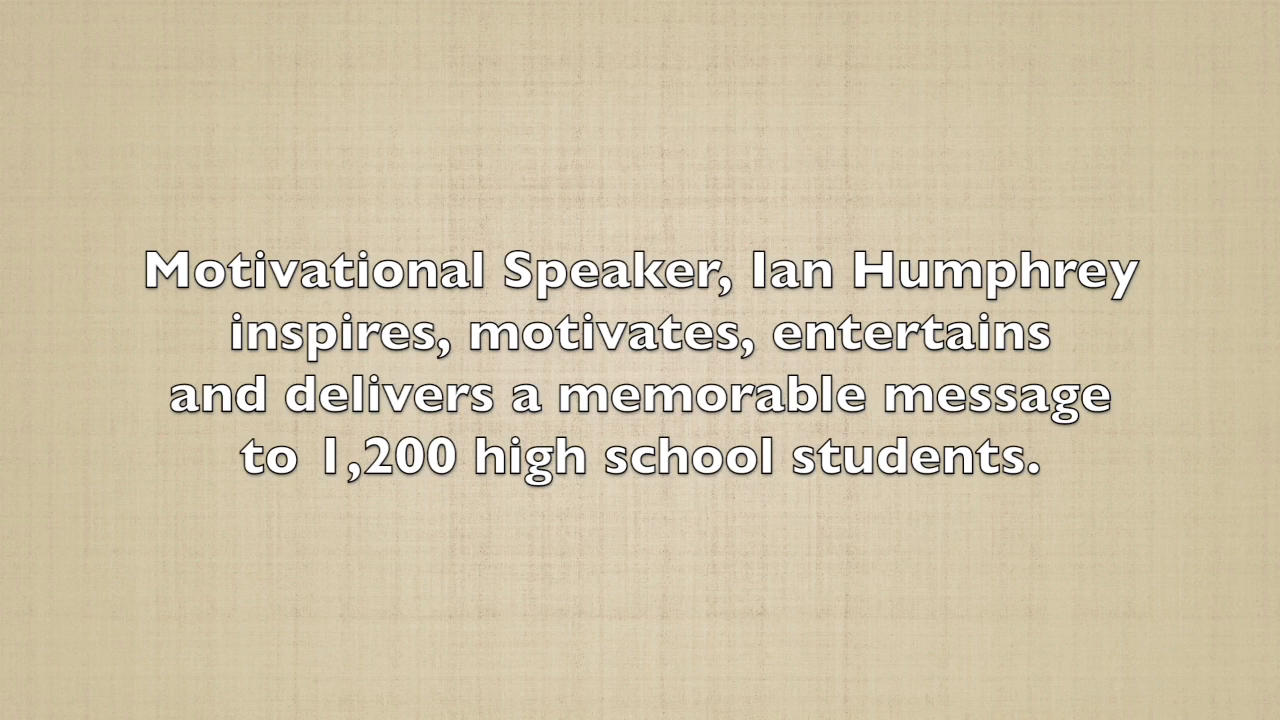 Motivational Speaker, Ian Humphrey
inspires, motivates, entertains
and delivers a memorable message
to 1,200 high school students.